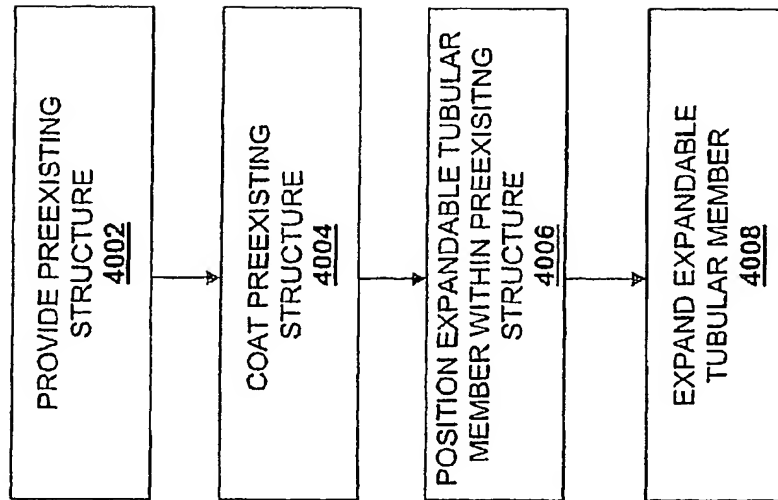 PROVIDE PREEXISTING
STRUCTURE
4002
COAT PREEXISTING
STRUCTURE
4004
POSITION EXPANDABLE TUBULAR
MEMBER WITHIN PREEXISITNG
STRUCTURE
4006
EXPAND EXPANDABLE
TUBULAR MEMBER
4008